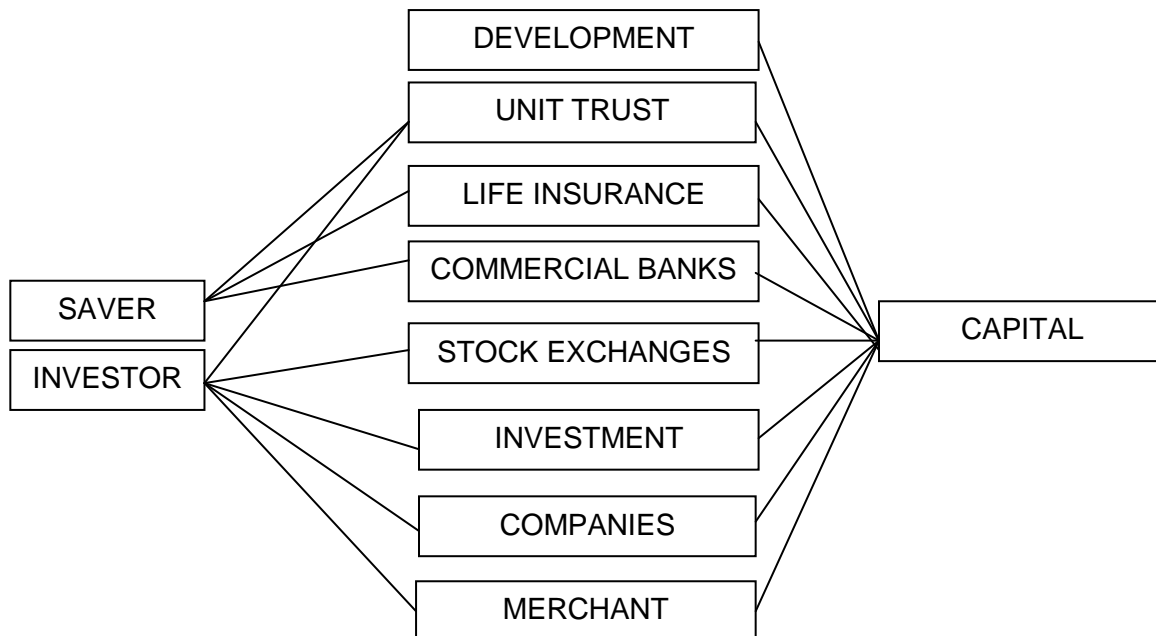 DEVELOPMENT
UNIT TRUST
LIFE INSURANCE
COMMERCIAL BANKS
SAVER
CAPITAL
STOCK EXCHANGES
INVESTOR
INVESTMENT
COMPANIES
MERCHANT